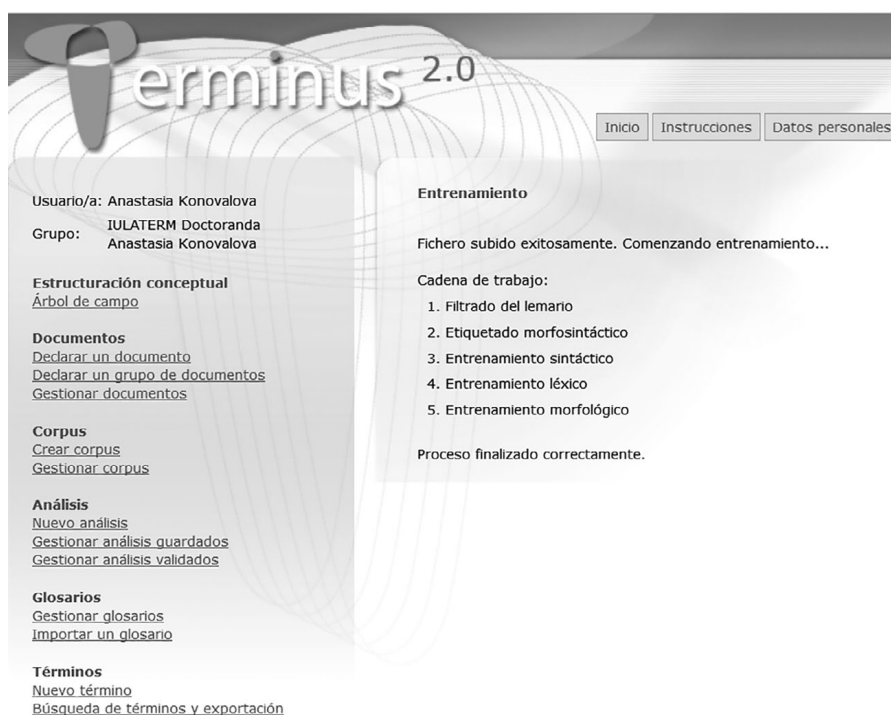 Terminus 2.0
Inicio Instrucciones Datos personales
Usuario/a: Anastasia Konovalova
Grupo: IULATERM Doctoranda
Anastasia Konovalova
Estructuración conceptual
Árbol de campo
Documentos
Declarar un documento
Declarar un grupo de documentos
Gestionar documentos
Corpus
Crear corpus
Gestionar corpus
Análisis
Nuevo análisis
Gestionar análisis guardados
Gestionar análisis validados
Glosarios
Gestionar glosarios
Importar un glosario
Términos
Nuevo término
Búsqueda de términos y exportación
Entrenamiento
Fichero subido exitosamente. Comenzando entrenamiento...
Cadena de trabajo:
1. Filtrado del lemario
2. Etiquetado morfosintáctico
3. Entrenamiento sintáctico
4. Entrenamiento léxico
5. Entrenamiento morfológico
Proceso finalizado correctamente.